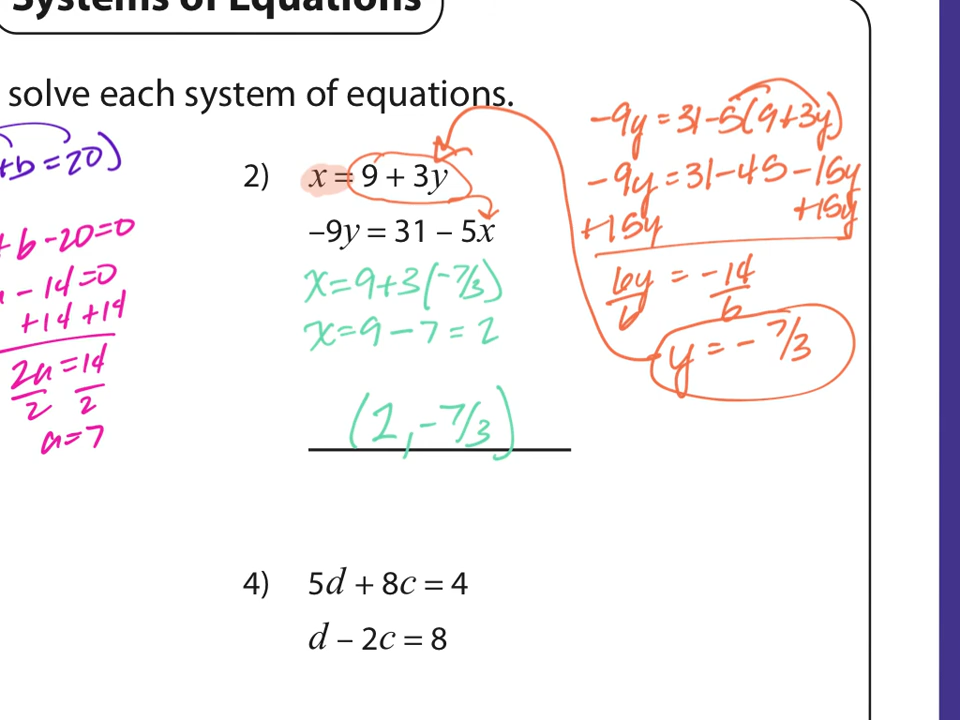 Systems of Equations
solve each system of equations.
+b = 20)
+ b - 20 = 0
- 14 = 0
+14 +14
2a = 14
2 2
a = 7
2) x = 9 + 3y
–9y = 31 – 5x
x = 9 + 3(-7/3)
x = 9 - 7 = 2
(2, -7/3)
-9y = 31 - 5(9 + 3y)
-9y = 31 - 45 - 15y
+15y +15y
6y = -14
6 6
y = - 7/3
4) 5d + 8c = 4
d – 2c = 8